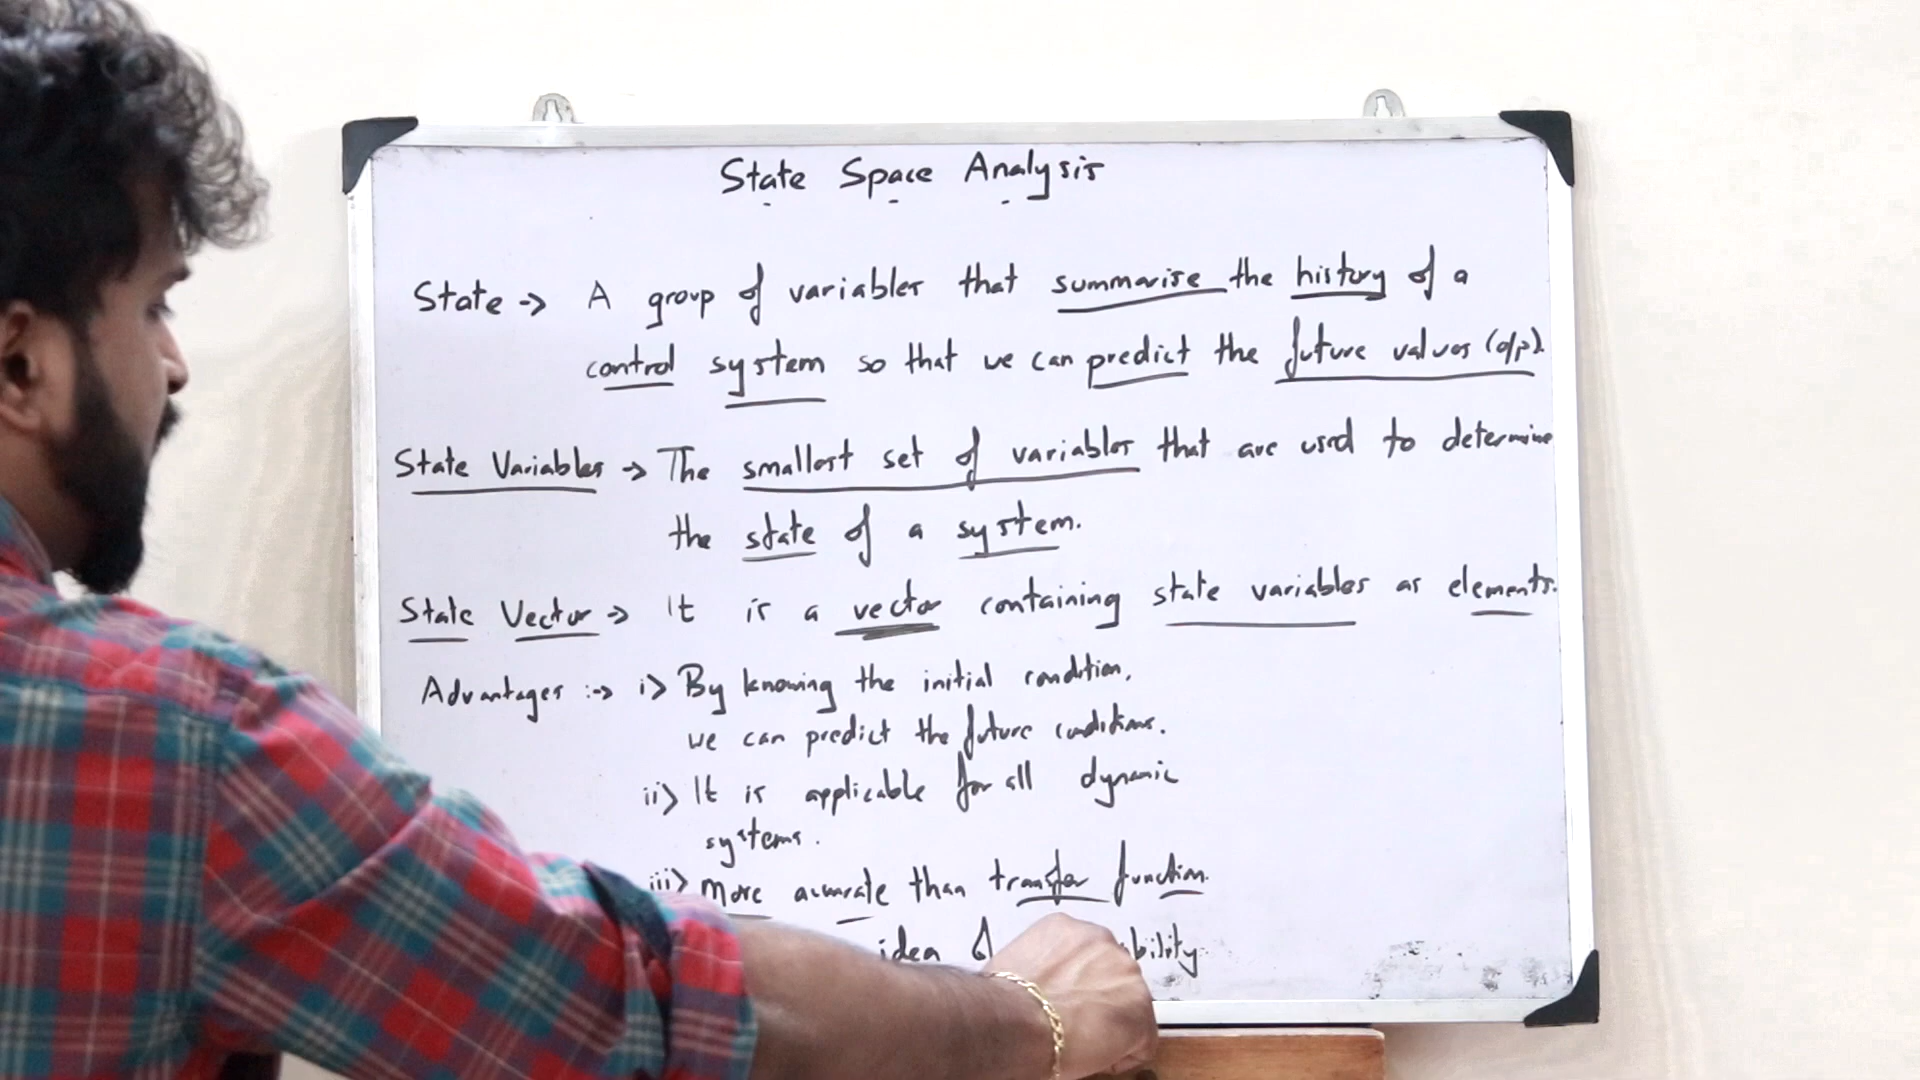 State Space Analysis
State -> A group of variables that summarise the history of a
control system so that we can predict the future values (o/p).
State Variables -> The smallest set of variables that are used to determine
the state of a system.
State Vector -> It is a vector containing state variables as elements.
Advantages :-> i> By knowing the initial condition,
we can predict the future conditions.
ii> It is applicable for all dynamic
systems.
iii> More accurate than transfer function.
idea of